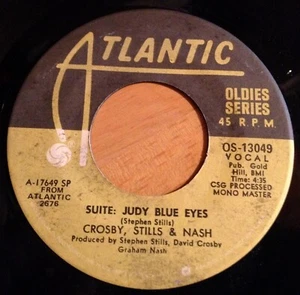 ATLANTIC
OLDIES
SERIES
45 R.P.M.
OS-13049
VOCAL
Pub. Gold
Hill, BMI
Time: 4:35
CSG PROCESSED
MONO MASTER
A-17649 SP
FROM
ATLANTIC
2676
SUITE: JUDY BLUE EYES
(Stephen Stills)
CROSBY, STILLS & NASH
Produced by Stephen Stills, David Crosby
Graham Nash